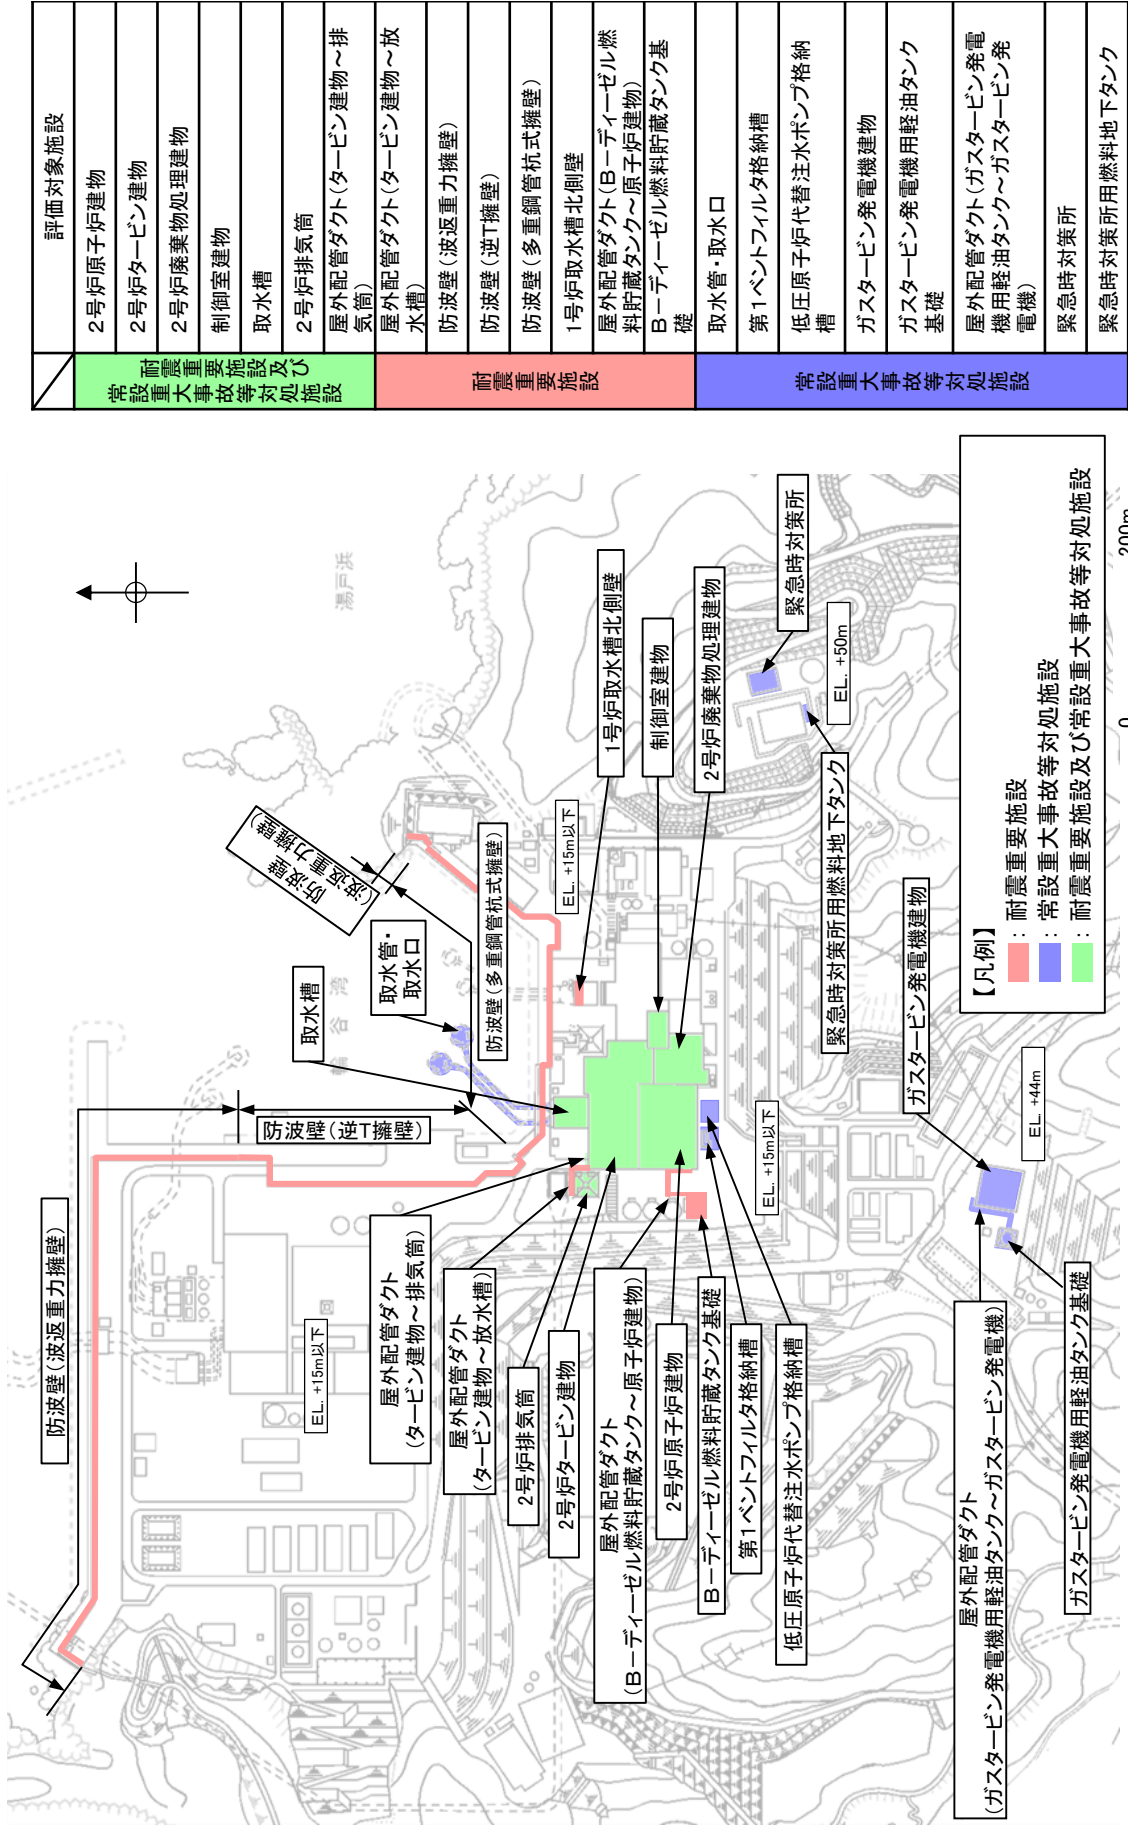 評価対象施設
耐震重要施設及び
常設重大事故等対処施設
2号炉原子炉建物
2号炉タービン建物
2号炉廃棄物処理建物
制御室建物
取水槽
2号炉排気筒
屋外配管ダクト(タービン建物～排
気筒)
耐震重要施設
屋外配管ダクト(タービン建物～放
水槽)
防波壁(波返重力擁壁)
防波壁(逆T擁壁)
防波壁(多重鋼管杭式擁壁)
1号炉取水槽北側壁
屋外配管ダクト(B－ディーゼル燃
料貯蔵タンク～原子炉建物)
B－ディーゼル燃料貯蔵タンク基
礎
常設重大事故等対処施設
取水管・取水口
第1ベントフィルタ格納槽
低圧原子炉代替注水ポンプ格納
槽
ガスタービン発電機建物
ガスタービン発電機用軽油タンク
基礎
屋外配管ダクト(ガスタービン発電
機用軽油タンク～ガスタービン発
電機)
緊急時対策所
緊急時対策所用燃料地下タンク
防波壁(波返重力擁壁)
防波壁(逆T擁壁)
取水槽
取水管・
取水口
防波壁
(波返重力擁壁)
防波壁(多重鋼管杭式擁壁)
湯戸浜
輪谷湾
EL. +15m以下
EL. +15m以下
1号炉取水槽北側壁
制御室建物
2号炉廃棄物処理建物
緊急時対策所
EL. +50m
緊急時対策所用燃料地下タンク
屋外配管ダクト
(タービン建物～排気筒)
屋外配管ダクト
(タービン建物～放水槽)
2号炉排気筒
2号炉タービン建物
屋外配管ダクト
(B－ディーゼル燃料貯蔵タンク～原子炉建物)
2号炉原子炉建物
B－ディーゼル燃料貯蔵タンク基礎
第1ベントフィルタ格納槽
低圧原子炉代替注水ポンプ格納槽
EL. +15m以下
ガスタービン発電機建物
EL. +44m
屋外配管ダクト
(ガスタービン発電機用軽油タンク～ガスタービン発電機)
ガスタービン発電機用軽油タンク基礎
【凡例】
：耐震重要施設
：常設重大事故等対処施設
：耐震重要施設及び常設重大事故等対処施設
0 200m